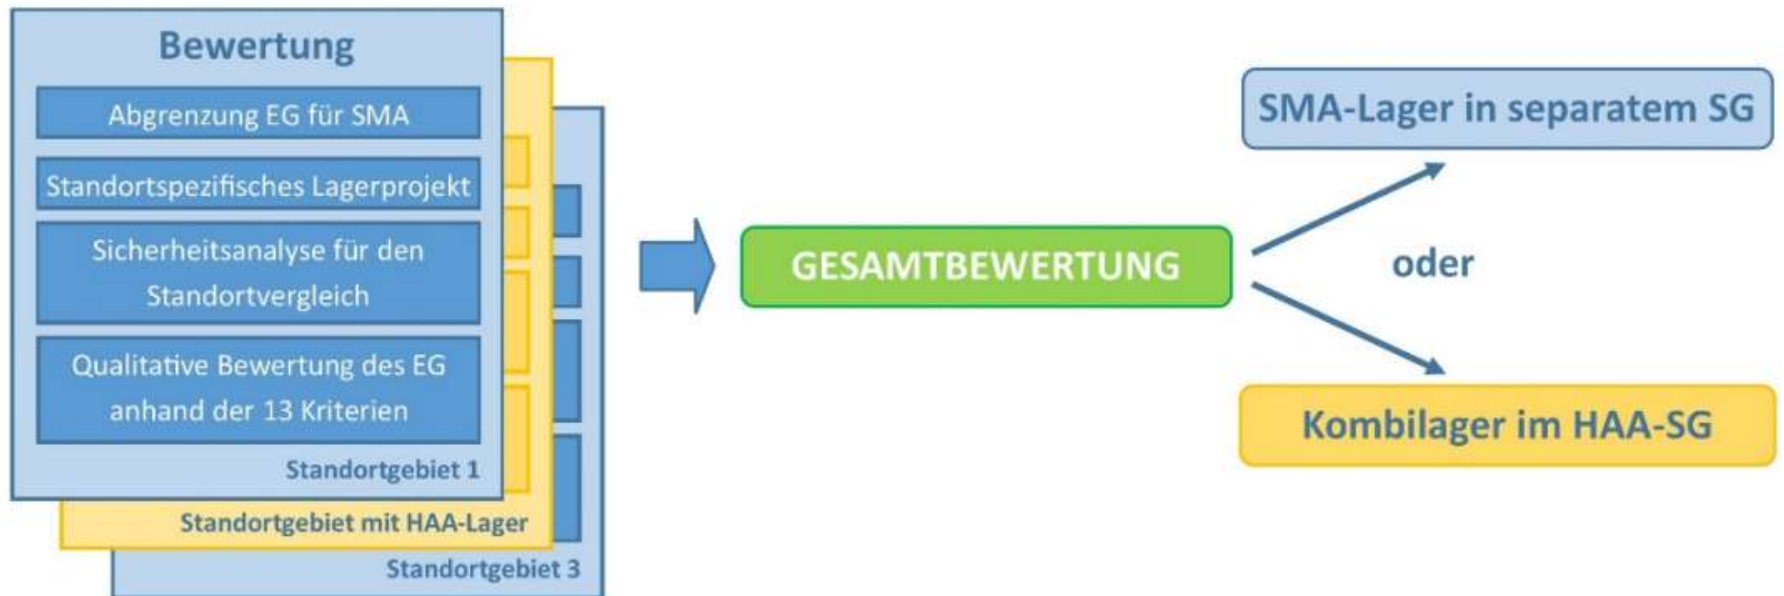 Bewertung
Abgrenzung EG für SMA
Standortspezifisches Lagerprojekt
Sicherheitsanalyse für den
Standortvergleich
Qualitative Bewertung des EG
anhand der 13 Kriterien
Standortgebiet 1
Standortgebiet mit HAA-Lager
Standortgebiet 3
GESAMTBEWERTUNG
SMA-Lager in separatem SG
oder
Kombilager im HAA-SG